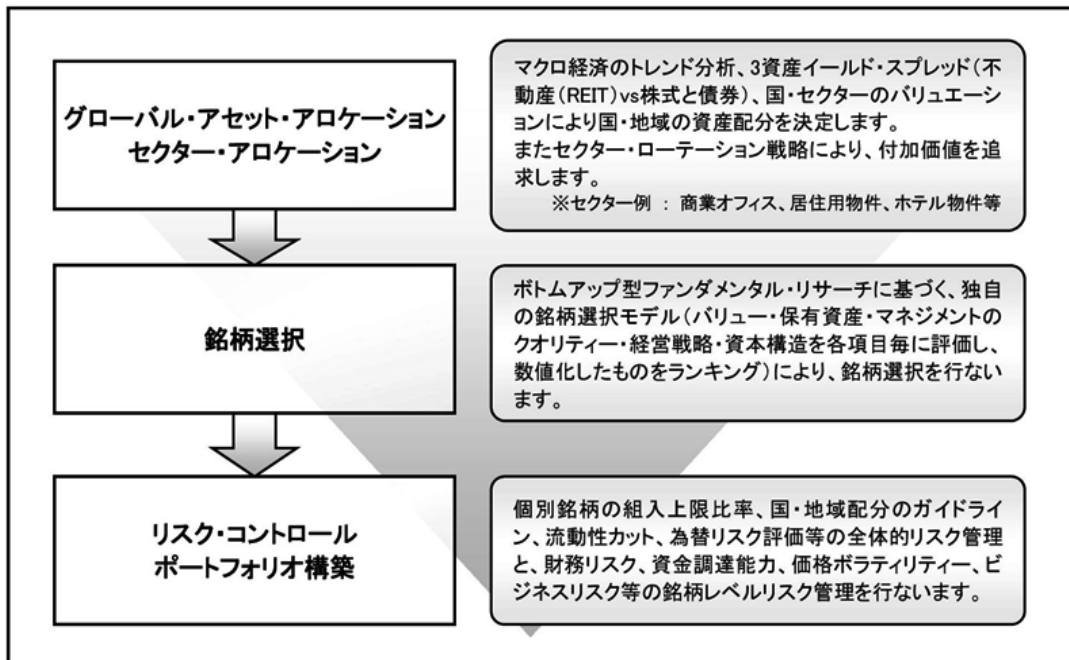 グローバル・アセット・アロケーション
セクター・アロケーション
マクロ経済のトレンド分析、3資産イールド・スプレッド(不
動産(REIT)vs株式と債券)、国・セクターのバリュエーシ
ョンにより国・地域の資産配分を決定します。
またセクター・ローテーション戦略により、付加価値を追
求します。
※セクター例 : 商業オフィス、居住用物件、ホテル物件等
銘柄選択
ボトムアップ型ファンダメンタル・リサーチに基づく、独自
の銘柄選択モデル(バリュー・保有資産・マネジメントの
クオリティー・経営戦略・資本構造を各項目毎に評価し、
数値化したものをランキング)により、銘柄選択を行ない
ます。
リスク・コントロール
ポートフォリオ構築
個別銘柄の組入上限比率、国・地域配分のガイドライ
ン、流動性カット、為替リスク評価等の全体的リスク管理
と、財務リスク、資金調達能力、価格ボラティリティー、ビ
ジネスリスク等の銘柄レベルリスク管理を行ないます。